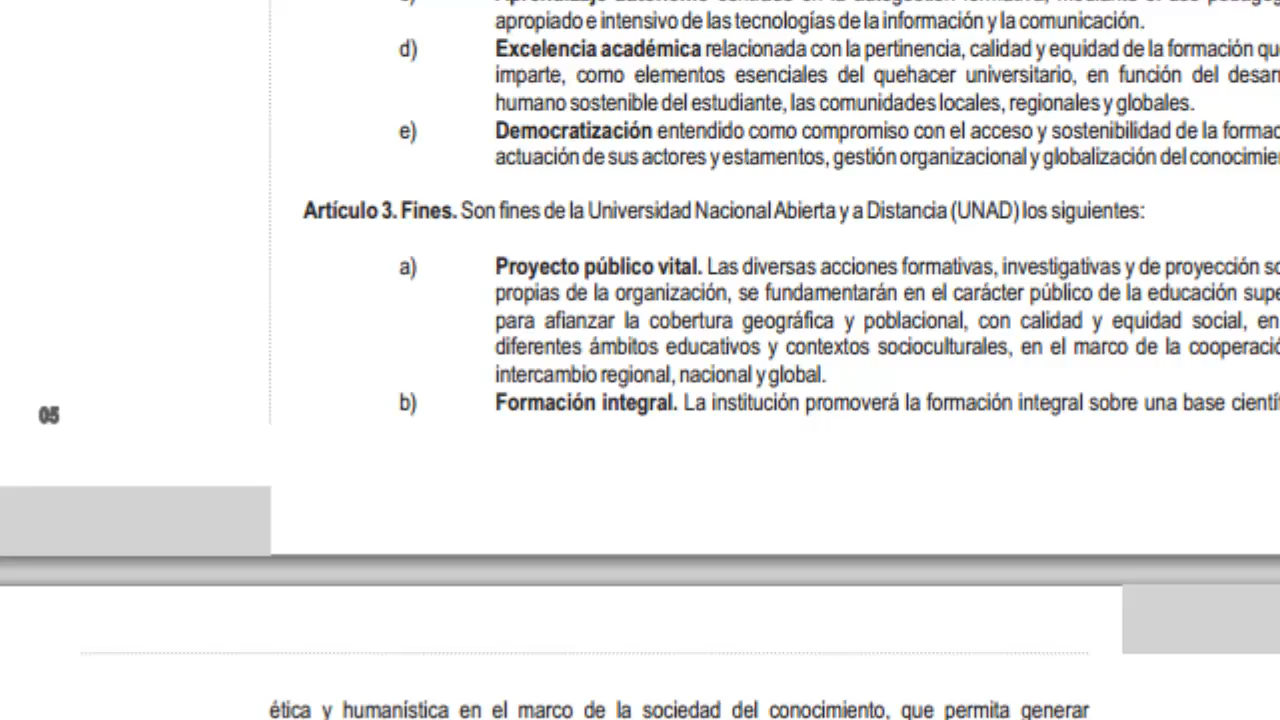 apropiado e intensivo de las tecnologías de la información y la comunicación.
d) Excelencia académica relacionada con la pertinencia, calidad y equidad de la formación
imparte, como elementos esenciales del quehacer universitario, en función del
humano sostenible del estudiante, las comunidades locales, regionales y globales.
e) Democratización entendido como compromiso con el acceso y sostenibilidad de la
actuación de sus actores y estamentos, gestión organizacional y globalización del
Artículo 3. Fines. Son fines de la Universidad Nacional Abierta y a Distancia (UNAD) los siguientes:
a) Proyecto público vital. Las diversas acciones formativas, investigativas y de proyección
propias de la organización, se fundamentarán en el carácter público de la educación
para afianzar la cobertura geográfica y poblacional, con calidad y equidad social, en
diferentes ámbitos educativos y contextos socioculturales, en el marco de la
intercambio regional, nacional y global.
b) Formación integral. La institución promoverá la formación integral sobre una base
05
ética y humanística en el marco de la sociedad del conocimiento, que permita generar